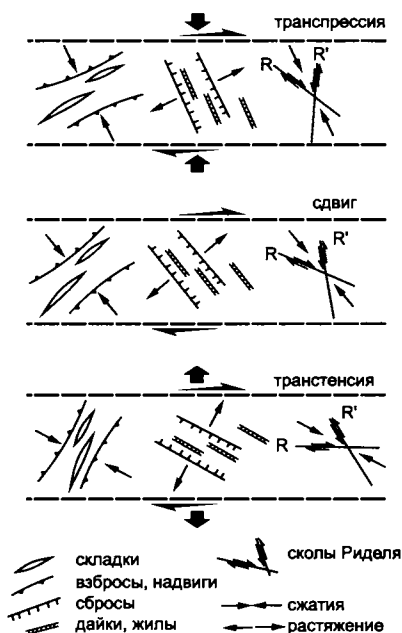 транспрессия
R
R'
сдвиг
R
R'
транстенсия
R
R'
складки
взбросы, надвиги
сбросы
дайки, жилы
сколы Риделя
сжатия
растяжение